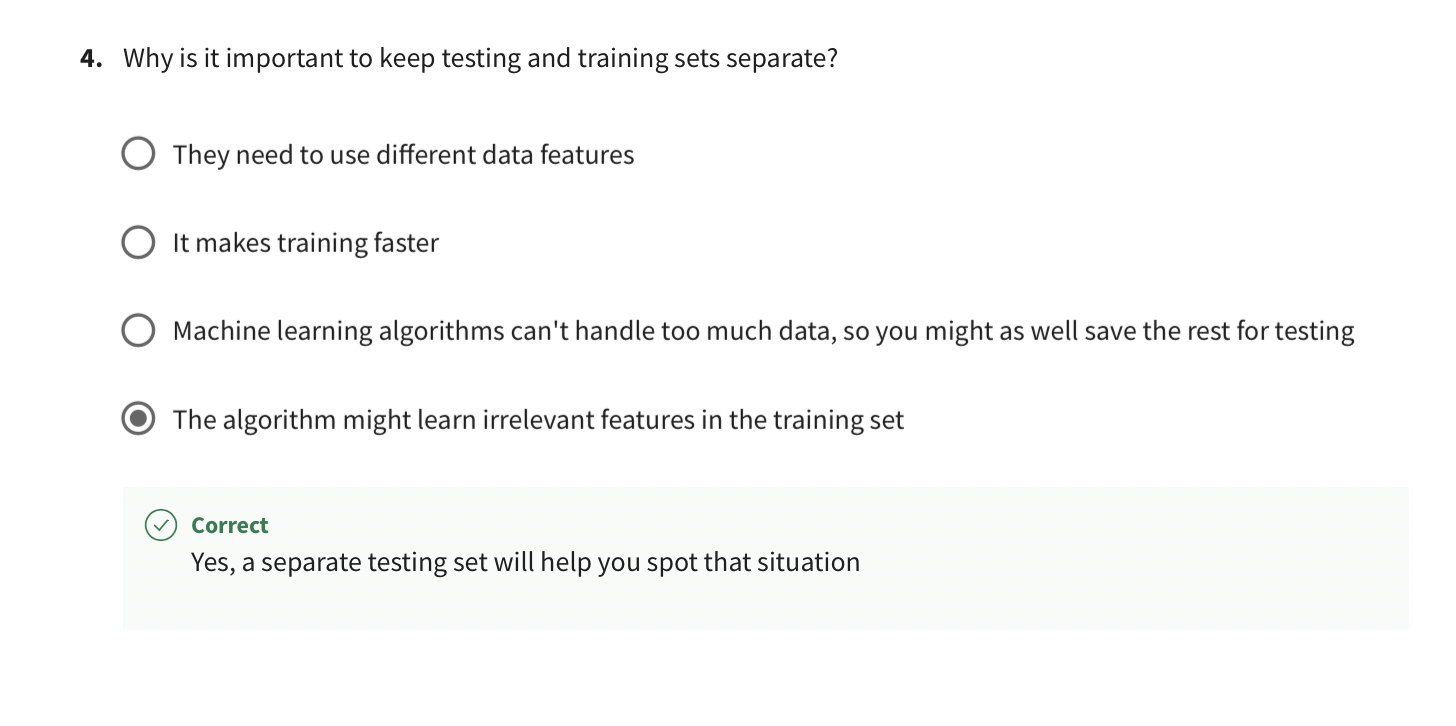 4. Why is it important to keep testing and training sets separate?
They need to use different data features
It makes training faster
Machine learning algorithms can't handle too much data, so you might as well save the rest for testing
The algorithm might learn irrelevant features in the training set
Correct
Yes, a separate testing set will help you spot that situation